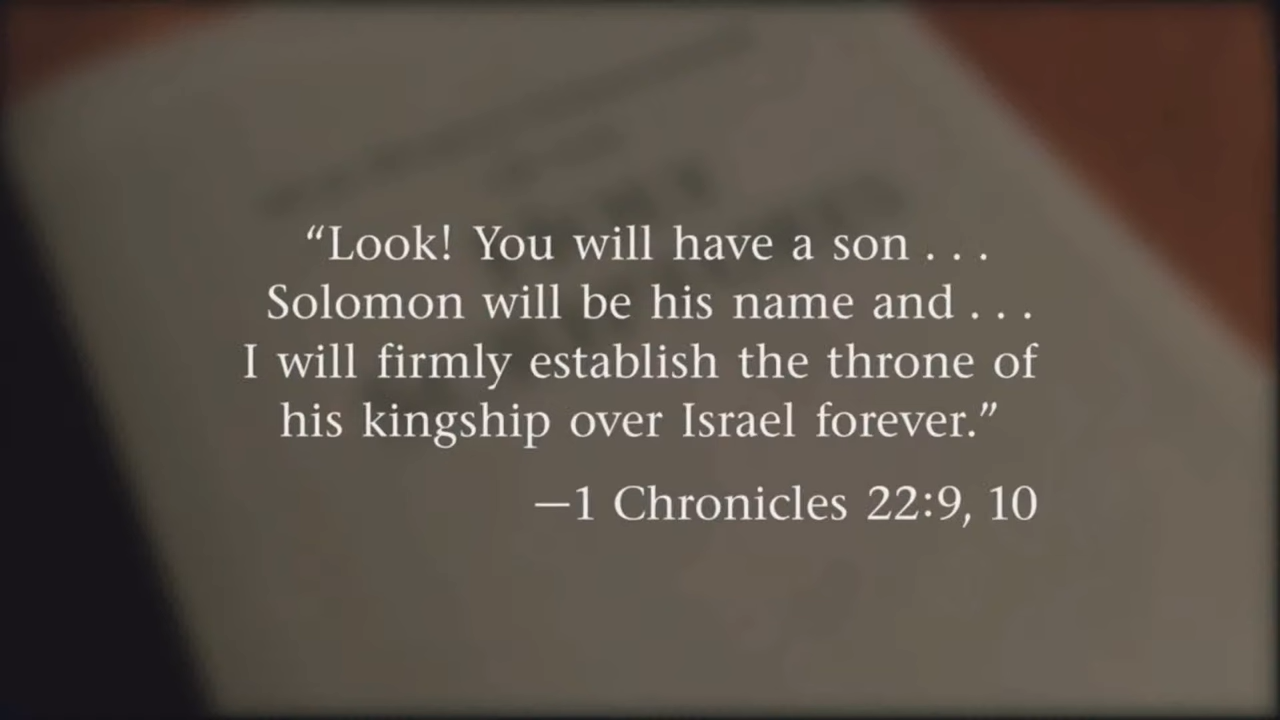 “Look! You will have a son . . .
Solomon will be his name and . . .
I will firmly establish the throne of
his kingship over Israel forever.”
—1 Chronicles 22:9, 10